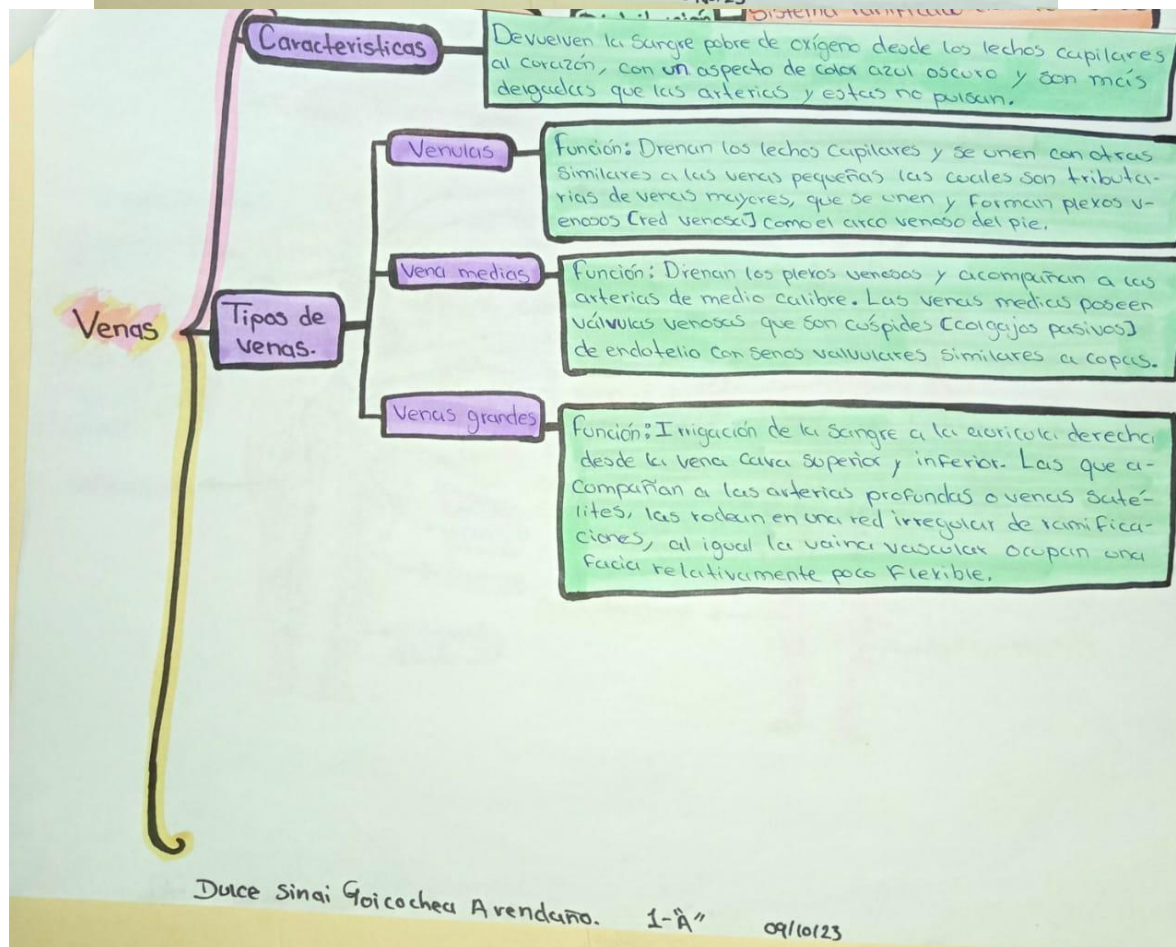 Sistema ramificado
Caracteristicas
Devuelven la Sangre pobre de oxígeno desde los lechos capilares
al corazón, con un aspecto de color azul oscuro y son más
delgadas que las arterias y estas no pulsan.
Venulas
Función: Drenan los lechos capilares y se unen con otras
Similares a las venas pequeñas las cuales son tributa-
rias de venas mayores, que se unen y forman plexos v-
enosos [red venosa] como el arco venoso del pie.
Vena medias
Función: Drenan los plexos venosos y acompañan a las
arterias de medio calibre. Las venas medias poseen
válvulas venosas que son cúspides [colgajos pasivos]
de endotelio con senos valvulares similares a copas.
Venas
Tipos de
venas.
Venas grandes
Función: Irrigación de la sangre a la auricula derecha
desde la vena cava superior y inferior. Las que a-
compañan a las arterias profundas o venas saté-
lites, las rodean en una red irregular de ramifica-
ciones, al igual la vaina vascular ocupan una
facia relativamente poco flexible.
Dulce Sinai Goicochea Avendaño. 1-"A" 09/10/23